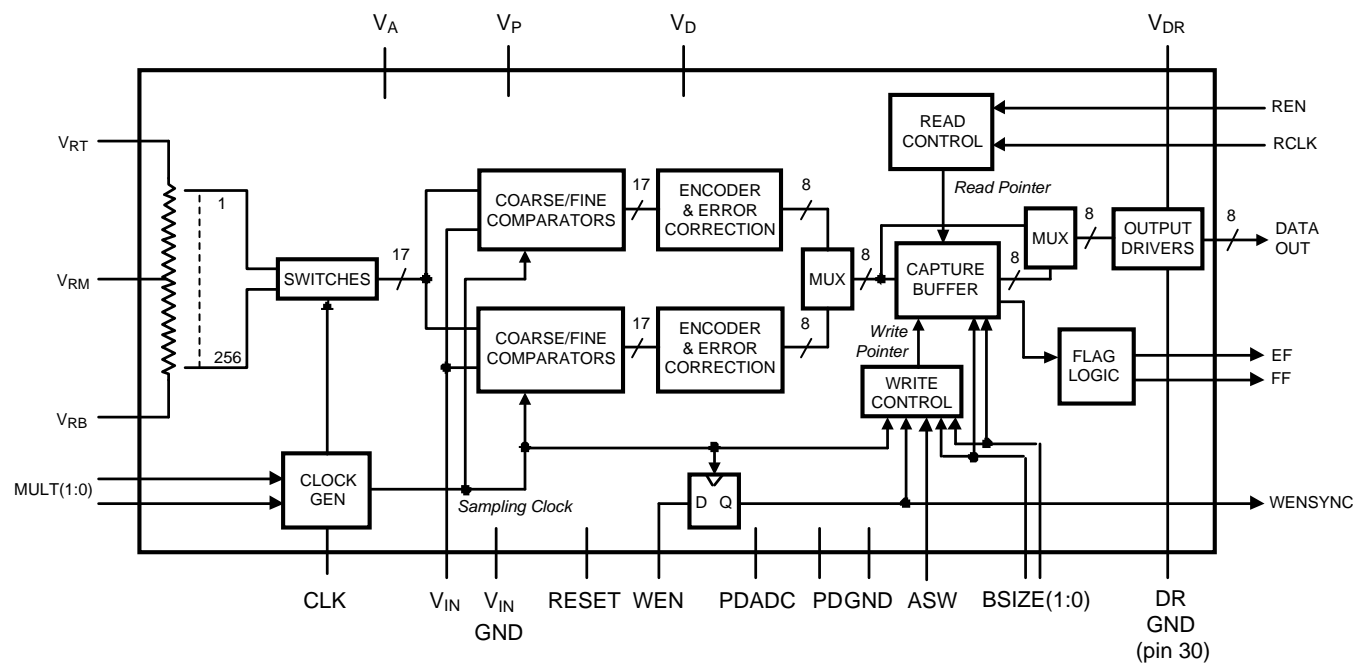 VA
VP
VD
VDR
REN
READ
CONTROL
RCLK
VRT
Read Pointer
1
17
8
COARSE/FINE
COMPARATORS
ENCODER
& ERROR
CORRECTION
8
MUX
OUTPUT
DRIVERS
8
DATA
OUT
VRM
SWITCHES
17
MUX
8
CAPTURE
BUFFER
8
256
COARSE/FINE
COMPARATORS
17
ENCODER
& ERROR
CORRECTION
8
Write
Pointer
FLAG
LOGIC
EF
FF
WRITE
CONTROL
VRB
MULT(1:0)
CLOCK
GEN
Sampling Clock
D Q
WENSYNC
CLK
VIN
VIN
GND
RESET
WEN
PDADC
PD
GND
ASW
BSIZE(1:0)
DR
GND
(pin 30)